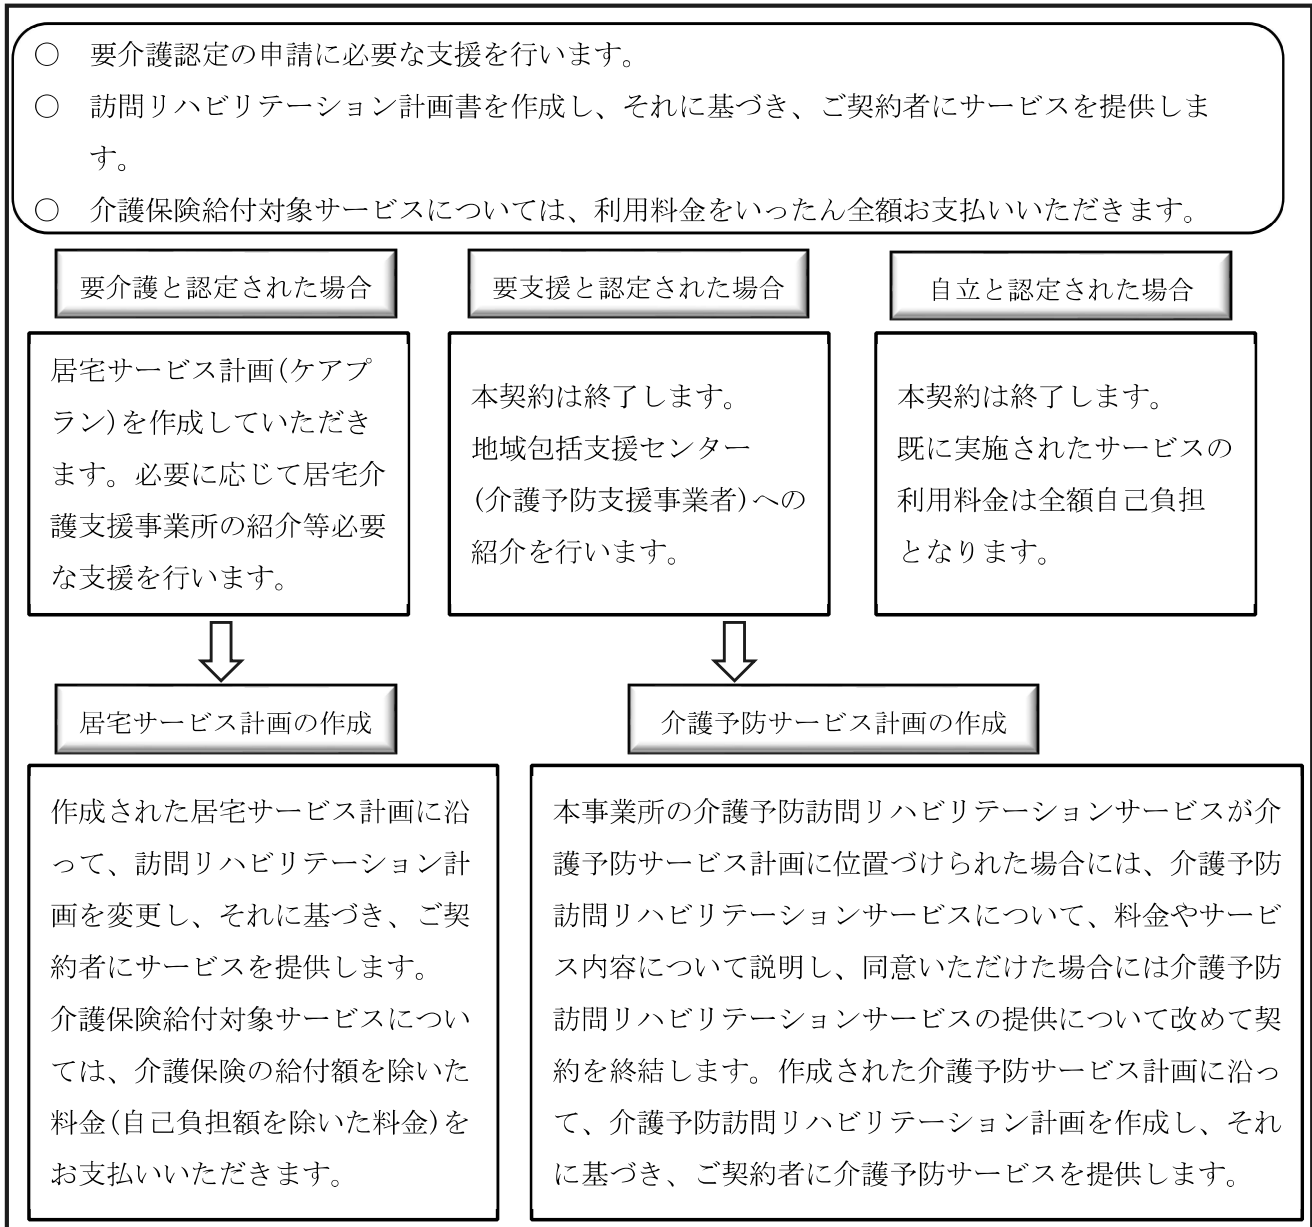 ○ 要介護認定の申請に必要な支援を行います。
○ 訪問リハビリテーション計画書を作成し、それに基づき、ご契約者にサービスを提供しま
す。
○ 介護保険給付対象サービスについては、利用料金をいったん全額お支払いいただきます。
要介護と認定された場合
要支援と認定された場合
自立と認定された場合
居宅サービス計画(ケアプ
ラン)を作成していただき
ます。必要に応じて居宅介
護支援事業所の紹介等必要
な支援を行います。
本契約は終了します。
地域包括支援センター
(介護予防支援事業者)への
紹介を行います。
本契約は終了します。
既に実施されたサービスの
利用料金は全額自己負担
となります。
居宅サービス計画の作成
介護予防サービス計画の作成
作成された居宅サービス計画に沿
って、訪問リハビリテーション計
画を変更し、それに基づき、ご契
約者にサービスを提供します。
介護保険給付対象サービスについ
ては、介護保険の給付額を除いた
料金(自己負担額を除いた料金)を
お支払いいただきます。
本事業所の介護予防訪問リハビリテーションサービスが介
護予防サービス計画に位置づけられた場合には、介護予防
訪問リハビリテーションサービスについて、料金やサービ
ス内容について説明し、同意いただけた場合には介護予防
訪問リハビリテーションサービスの提供について改めて契
約を終結します。作成された介護予防サービス計画に沿っ
て、介護予防訪問リハビリテーション計画を作成し、それ
に基づき、ご契約者に介護予防サービスを提供します。